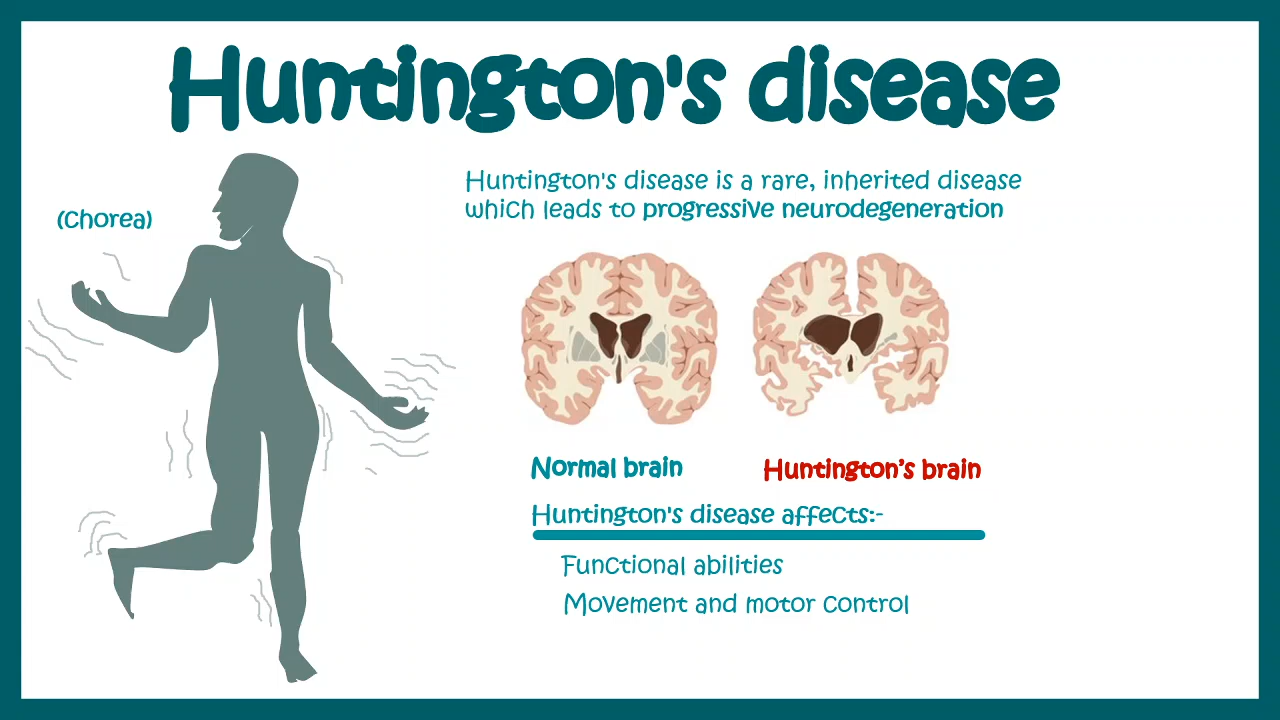 Huntington's disease
(Chorea)
Huntington's disease is a rare, inherited disease
which leads to progressive neurodegeneration
Normal brain
Huntington’s brain
Huntington's disease affects:-
Functional abilities
Movement and motor control